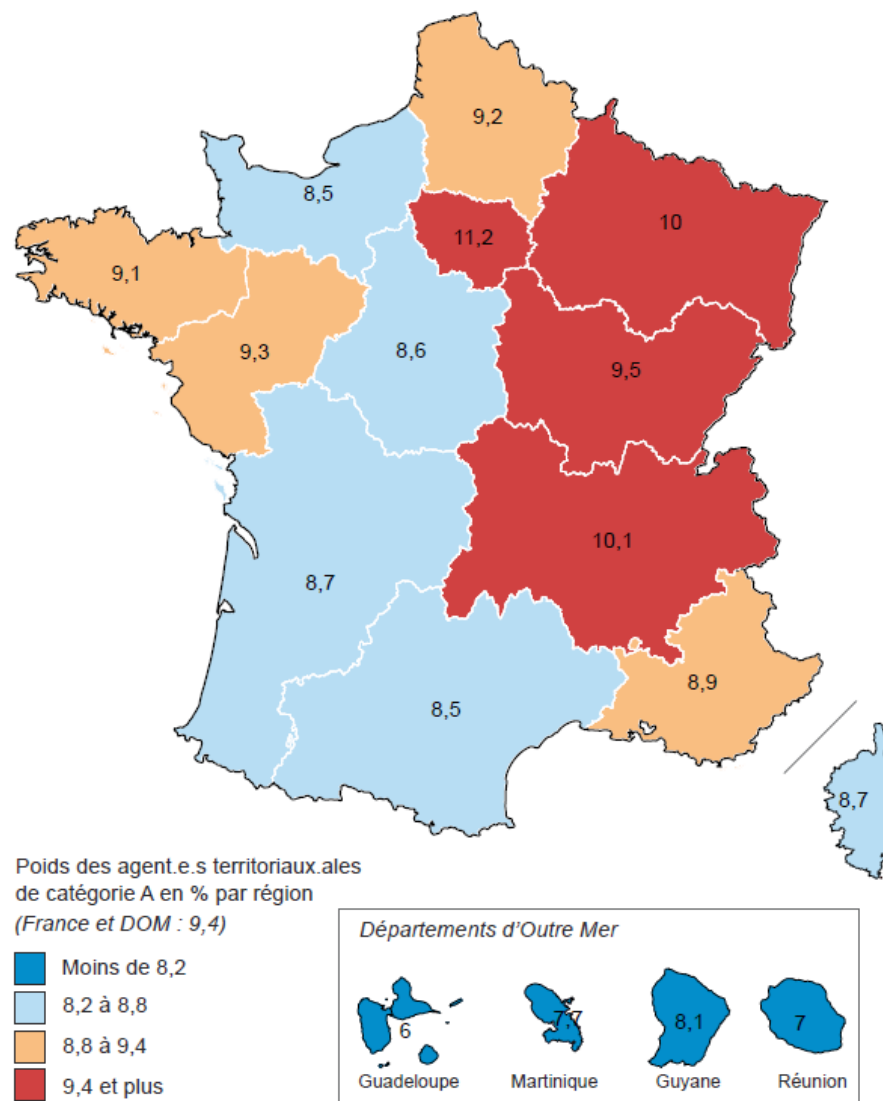 9,2
8,5
10
11,2
9,1
9,3
8,6
9,5
10,1
8,7
8,9
8,5
8,7
Poids des agent.e.s territoriaux.ales
de catégorie A en % par région
(France et DOM : 9,4)
Moins de 8,2
8,2 à 8,8
8,8 à 9,4
9,4 et plus
Départements d'Outre Mer
6
7,7
8,1
7
Guadeloupe
Martinique
Guyane
Réunion